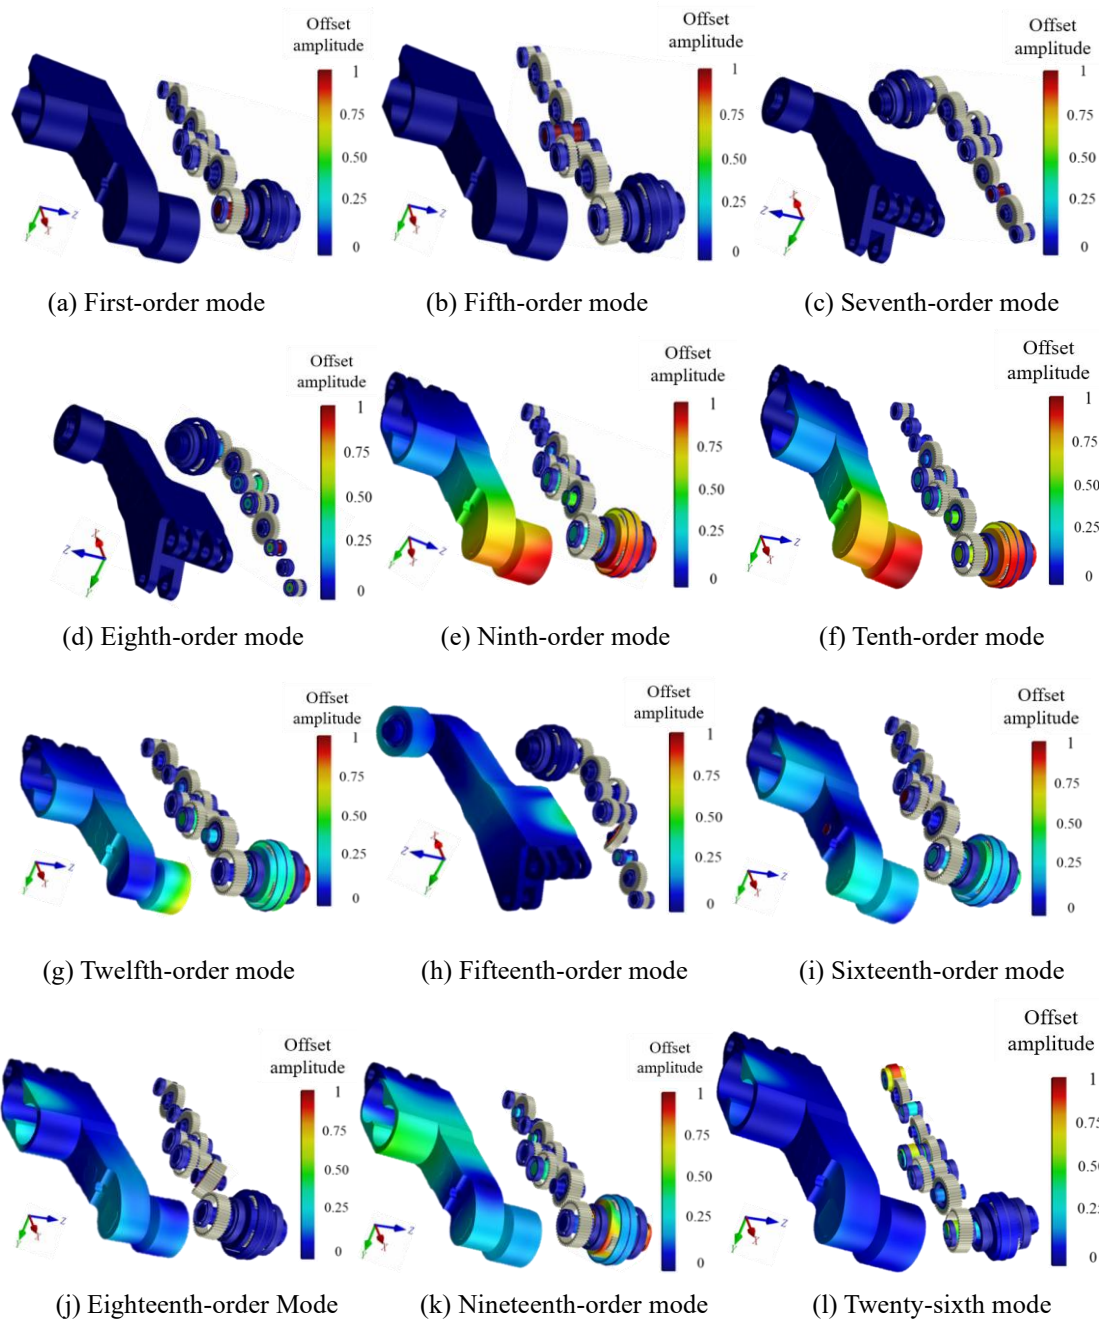 Offset
amplitude
1
0.75
0.50
0.25
0
Z
X
Y
(a) First-order mode
Offset
amplitude
1
0.75
0.50
0.25
0
Z
X
Y
(b) Fifth-order mode
Offset
amplitude
1
0.75
0.50
0.25
0
X
Z
Y
(c) Seventh-order mode
Offset
amplitude
1
0.75
0.50
0.25
0
X
Z
Y
(d) Eighth-order mode
Offset
amplitude
1
0.75
0.50
0.25
0
Z
X
Y
(e) Ninth-order mode
Offset
amplitude
1
0.75
0.50
0.25
0
Z
X
Y
(f) Tenth-order mode
Offset
amplitude
1
0.75
0.50
0.25
0
Z
X
Y
(g) Twelfth-order mode
Offset
amplitude
1
0.75
0.50
0.25
0
X
Z
Y
(h) Fifteenth-order mode
Offset
amplitude
1
0.75
0.50
0.25
0
Z
X
Y
(i) Sixteenth-order mode
Offset
amplitude
1
0.75
0.50
0.25
0
Z
X
Y
(j) Eighteenth-order Mode
Offset
amplitude
1
0.75
0.50
0.25
0
Z
X
Y
(k) Nineteenth-order mode
Offset
amplitude
1
0.75
0.50
0.25
0
Z
X
Y
(l) Twenty-sixth mode